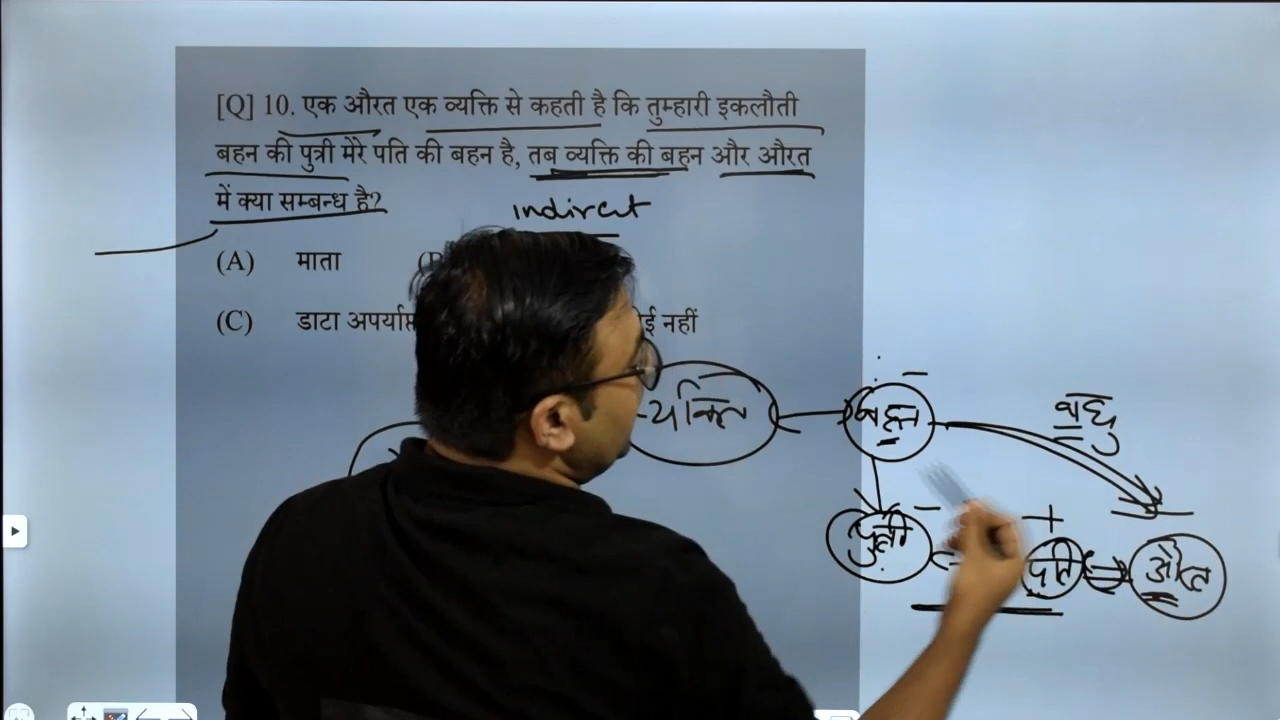 [Q] 10. एक औरत एक व्यक्ति से कहती है कि तुम्हारी इकलौती
बहन की पुत्री मेरे पति की बहन है, तब व्यक्ति की बहन और औरत
में क्या सम्बन्ध है?
indirect
(A) माता
(C) डाटा अपर्याप्त नहीं
व्यक्ति बहन वधु
पुत्री पति औरत